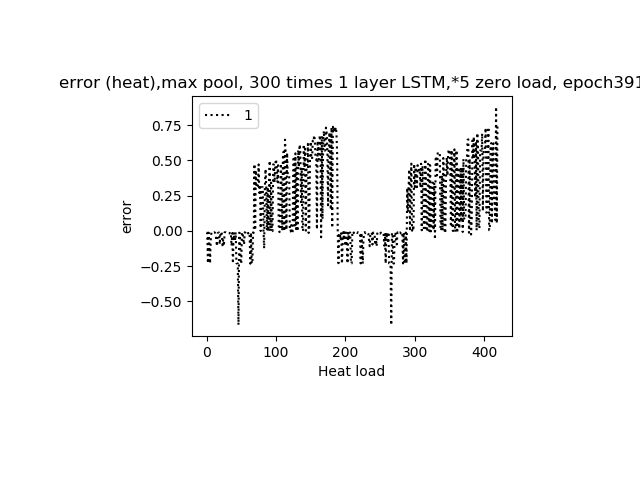 error (heat),max pool, 300 times 1 layer LSTM,*5 zero load, epoch391
1
0.75
0.50
0.25
0.00
−0.25
−0.50
error
0 100 200 300 400
Heat load